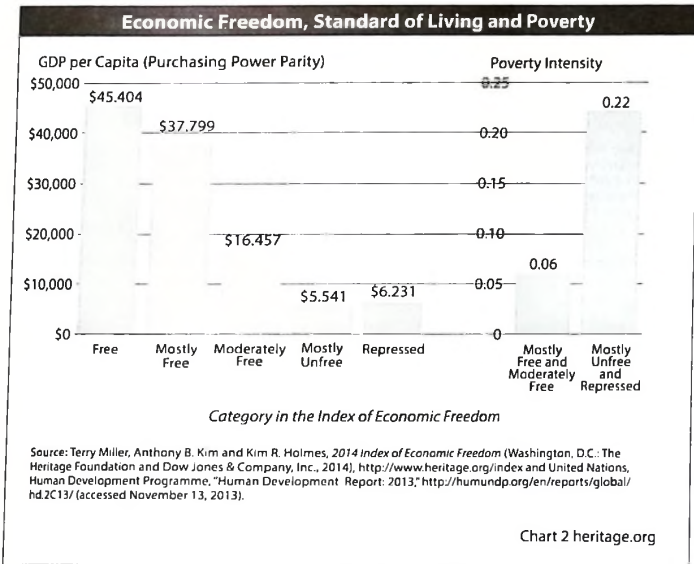 Economic Freedom, Standard of Living and Poverty
GDP per Capita (Purchasing Power Parity)
$50,000
$40,000
$30,000
$20,000
$10,000
$0
$45.404
$37.799
$16.457
$5.541
$6.231
Free
Mostly
Free
Moderately
Free
Mostly
Unfree
Repressed
Poverty Intensity
0.25
0.20
0.15
0.10
0.05
0
0.06
0.22
Mostly
Free and
Moderately
Free
Mostly
Unfree
and
Repressed
Category in the Index of Economic Freedom
Source: Terry Miller, Anthony B. Kim and Kim R. Holmes, 2014 Index of Economic Freedom (Washington, D.C.: The
Heritage Foundation and Dow Jones & Company, Inc., 2014), http://www.heritage.org/index and United Nations,
Human Development Programme, "Human Development Report: 2013," http://humundp.org/en/reports/global/
hd.2C13/ (accessed November 13, 2013).
Chart 2 heritage.org